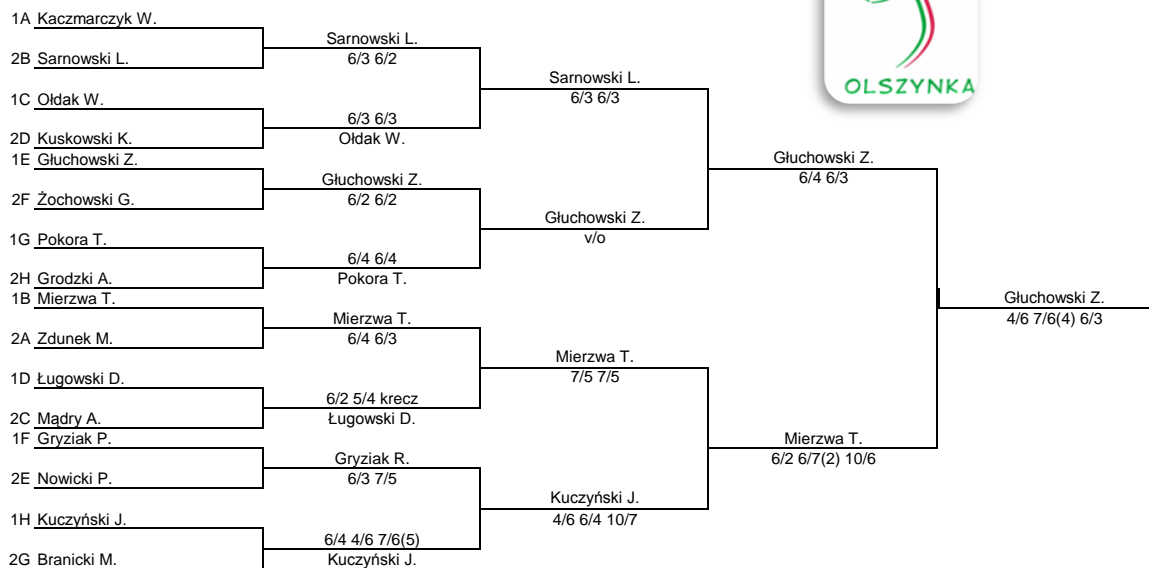 1A Kaczmarczyk W.
Sarnowski L.
2B Sarnowski L.
6/3 6/2
Sarnowski L.
OLSZYNKA
1C Ołdak W.
6/3 6/3
6/3 6/3
2D Kuskowski K.
Ołdak W.
1E Głuchowski Z.
Głuchowski Z.
6/4 6/3
Głuchowski Z.
2F Żochowski G.
6/2 6/2
Głuchowski Z.
1G Pokora T.
v/o
6/4 6/4
2H Grodzki A.
Pokora T.
1B Mierzwa T.
Głuchowski Z.
Mierzwa T.
4/6 7/6(4) 6/3
2A Zdunek M.
6/4 6/3
Mierzwa T.
1D Ługowski D.
7/5 7/5
6/2 5/4 krecz
2C Mądry A.
Ługowski D.
1F Gryziak P.
Mierzwa T.
Gryziak R.
6/2 6/7(2) 10/6
2E Nowicki P.
6/3 7/5
Kuczyński J.
1H Kuczyński J.
4/6 6/4 10/7
6/4 4/6 7/6(5)
2G Branicki M.
Kuczyński J.